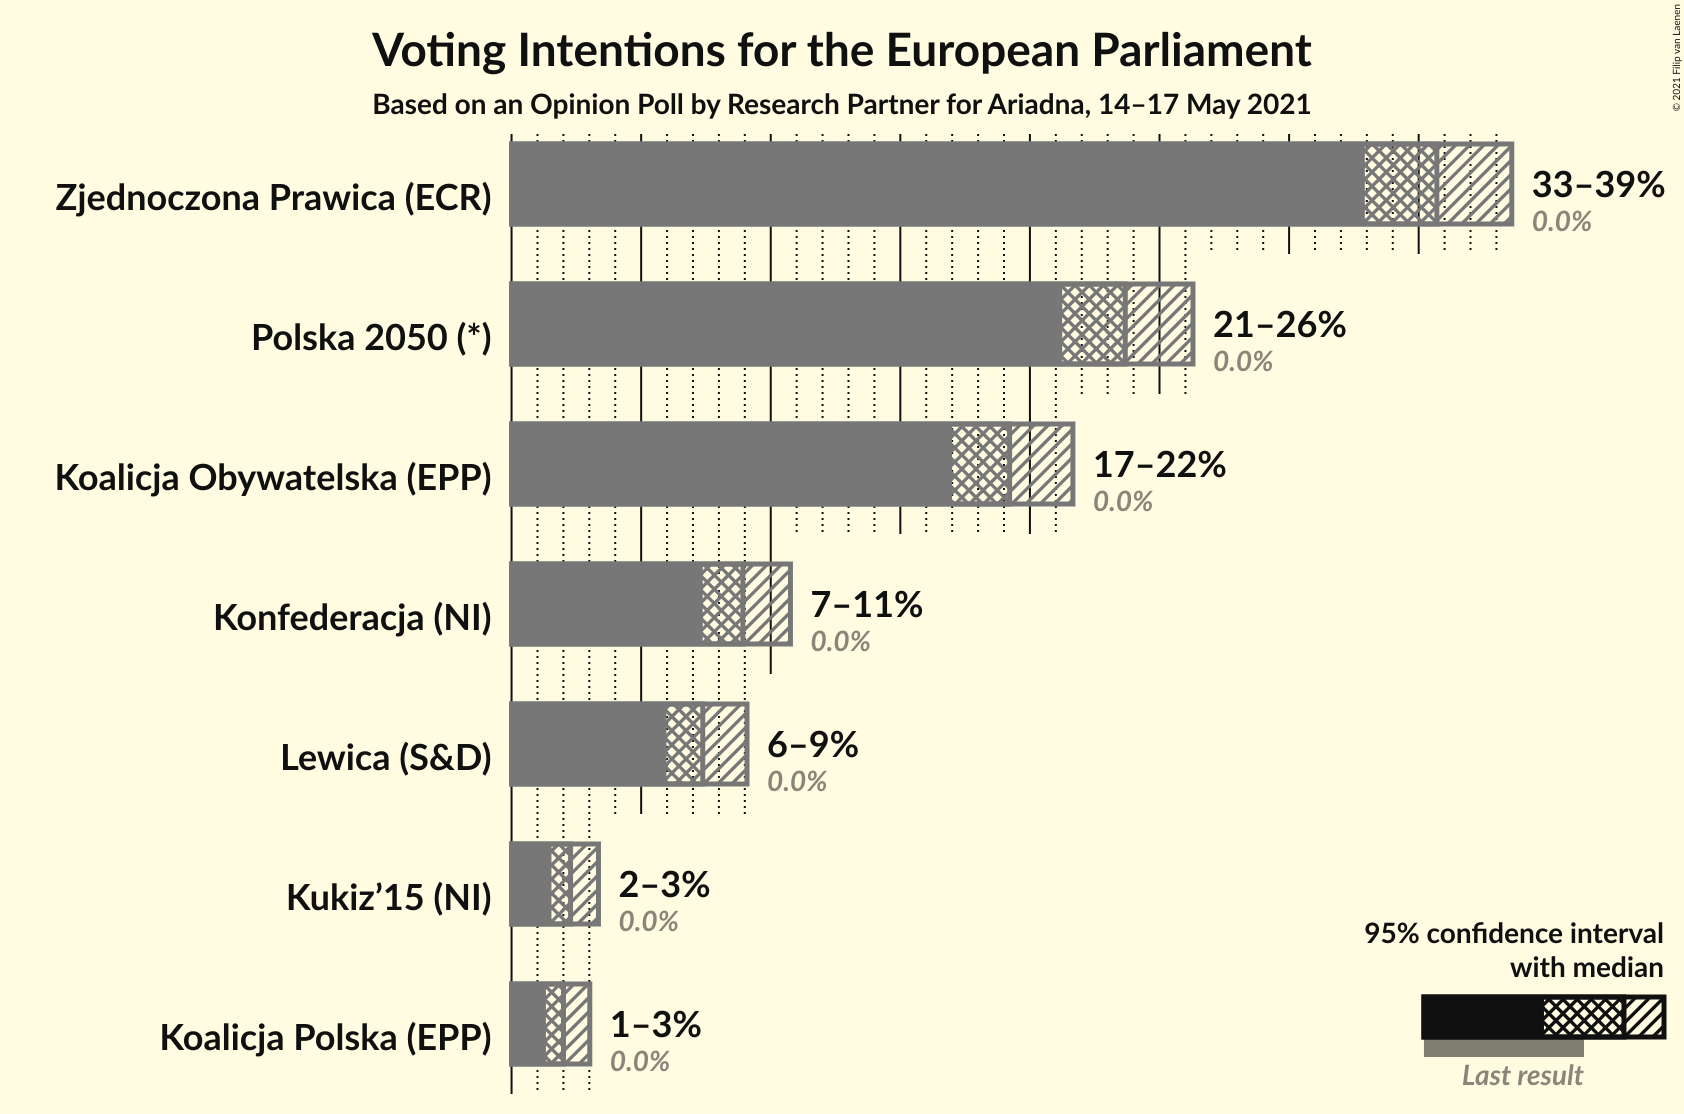 Voting Intentions for the European Parliament
Based on an Opinion Poll by Research Partner for Ariadna, 14–17 May 2021
© 2021 Filip van Laenen
Zjednoczona Prawica (ECR)
33–39%
0.0%
Polska 2050 (*)
21–26%
0.0%
Koalicja Obywatelska (EPP)
17–22%
0.0%
Konfederacja (NI)
7–11%
0.0%
Lewica (S&D)
6–9%
0.0%
Kukiz’15 (NI)
2–3%
0.0%
Koalicja Polska (EPP)
1–3%
0.0%
95% confidence interval
with median
Last result